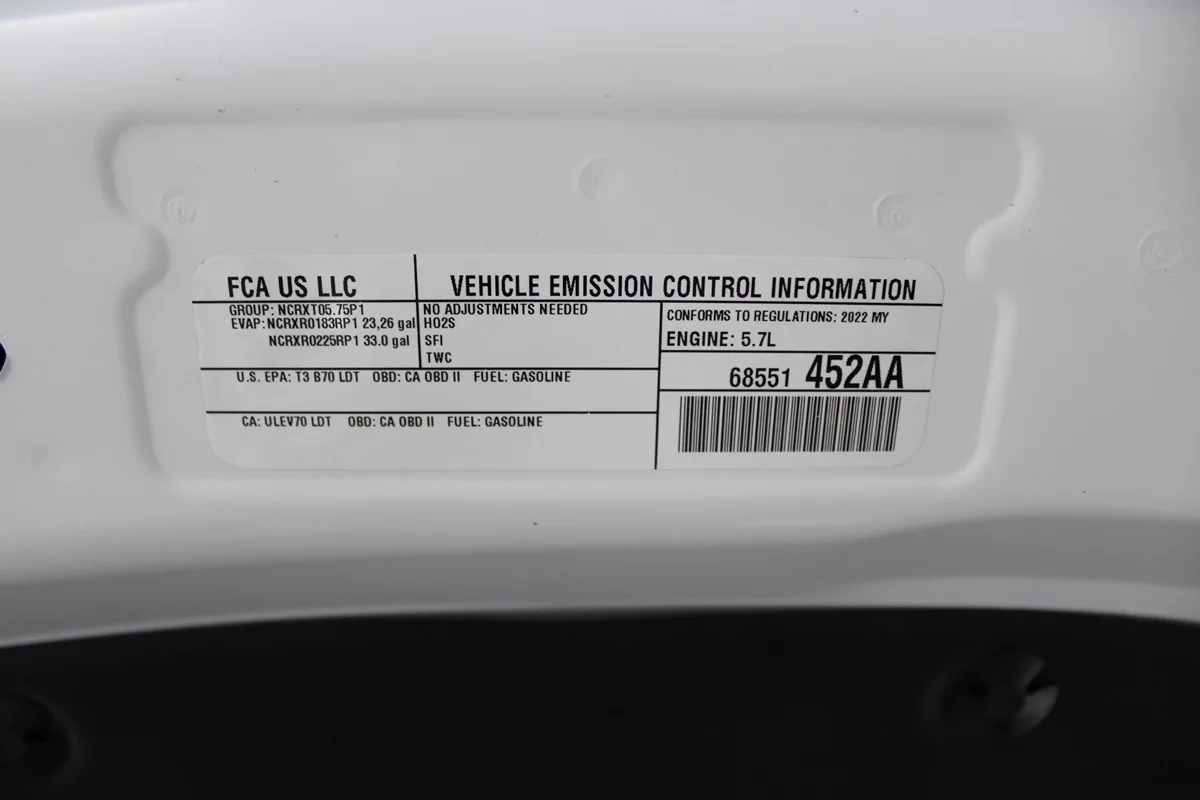 FCA US LLC
VEHICLE EMISSION CONTROL INFORMATION
GROUP: NCRXT05.75P1
EVAP: NCRXR0183RP1 23,26 gal
NCRXR0225RP1 33.0 gal
NO ADJUSTMENTS NEEDED
HO2S
SFI
TWC
CONFORMS TO REGULATIONS: 2022 MY
ENGINE: 5.7L
U.S. EPA: T3 B70 LDT OBD: CA OBD II FUEL: GASOLINE
CA: ULEV70 LDT OBD: CA OBD II FUEL: GASOLINE
68551 452AA